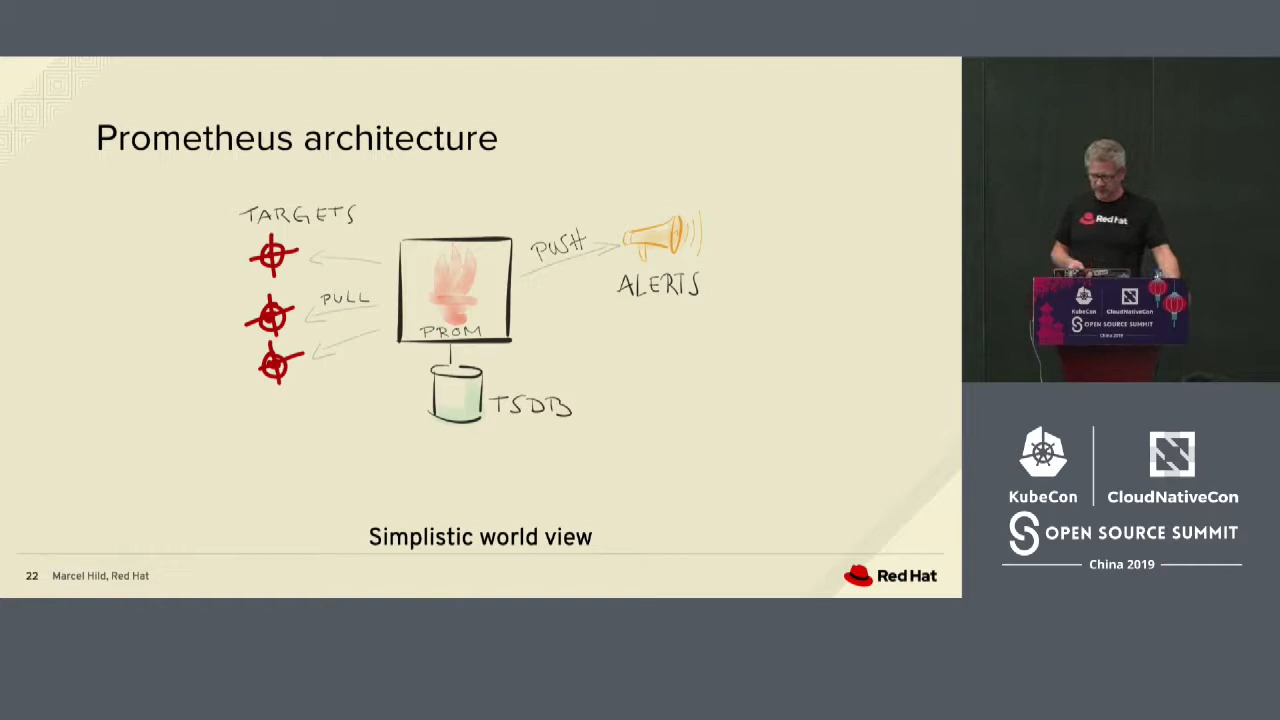 Prometheus architecture
TARGETS
PULL
PROM
PUSH
ALERTS
TSDB
Simplistic world view
22 Marcel Hild, Red Hat
Red Hat
Red Hat
KubeCon
CloudNativeCon
OPEN SOURCE SUMMIT
China 2019
KubeCon
CloudNativeCon
OPEN SOURCE SUMMIT
China 2019